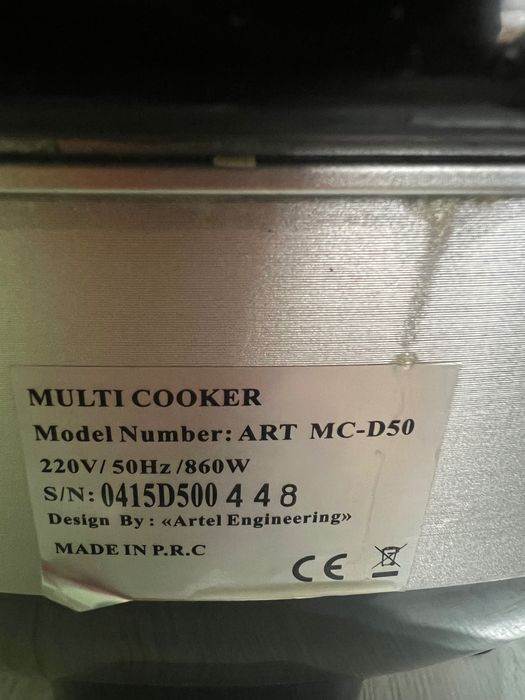 MULTI COOKER
Model Number: ART MC-D50
220V/ 50Hz /860W
S/N: 0415D500 4 4 8
Design By : «Artel Engineering»
MADE IN P.R.C
CE